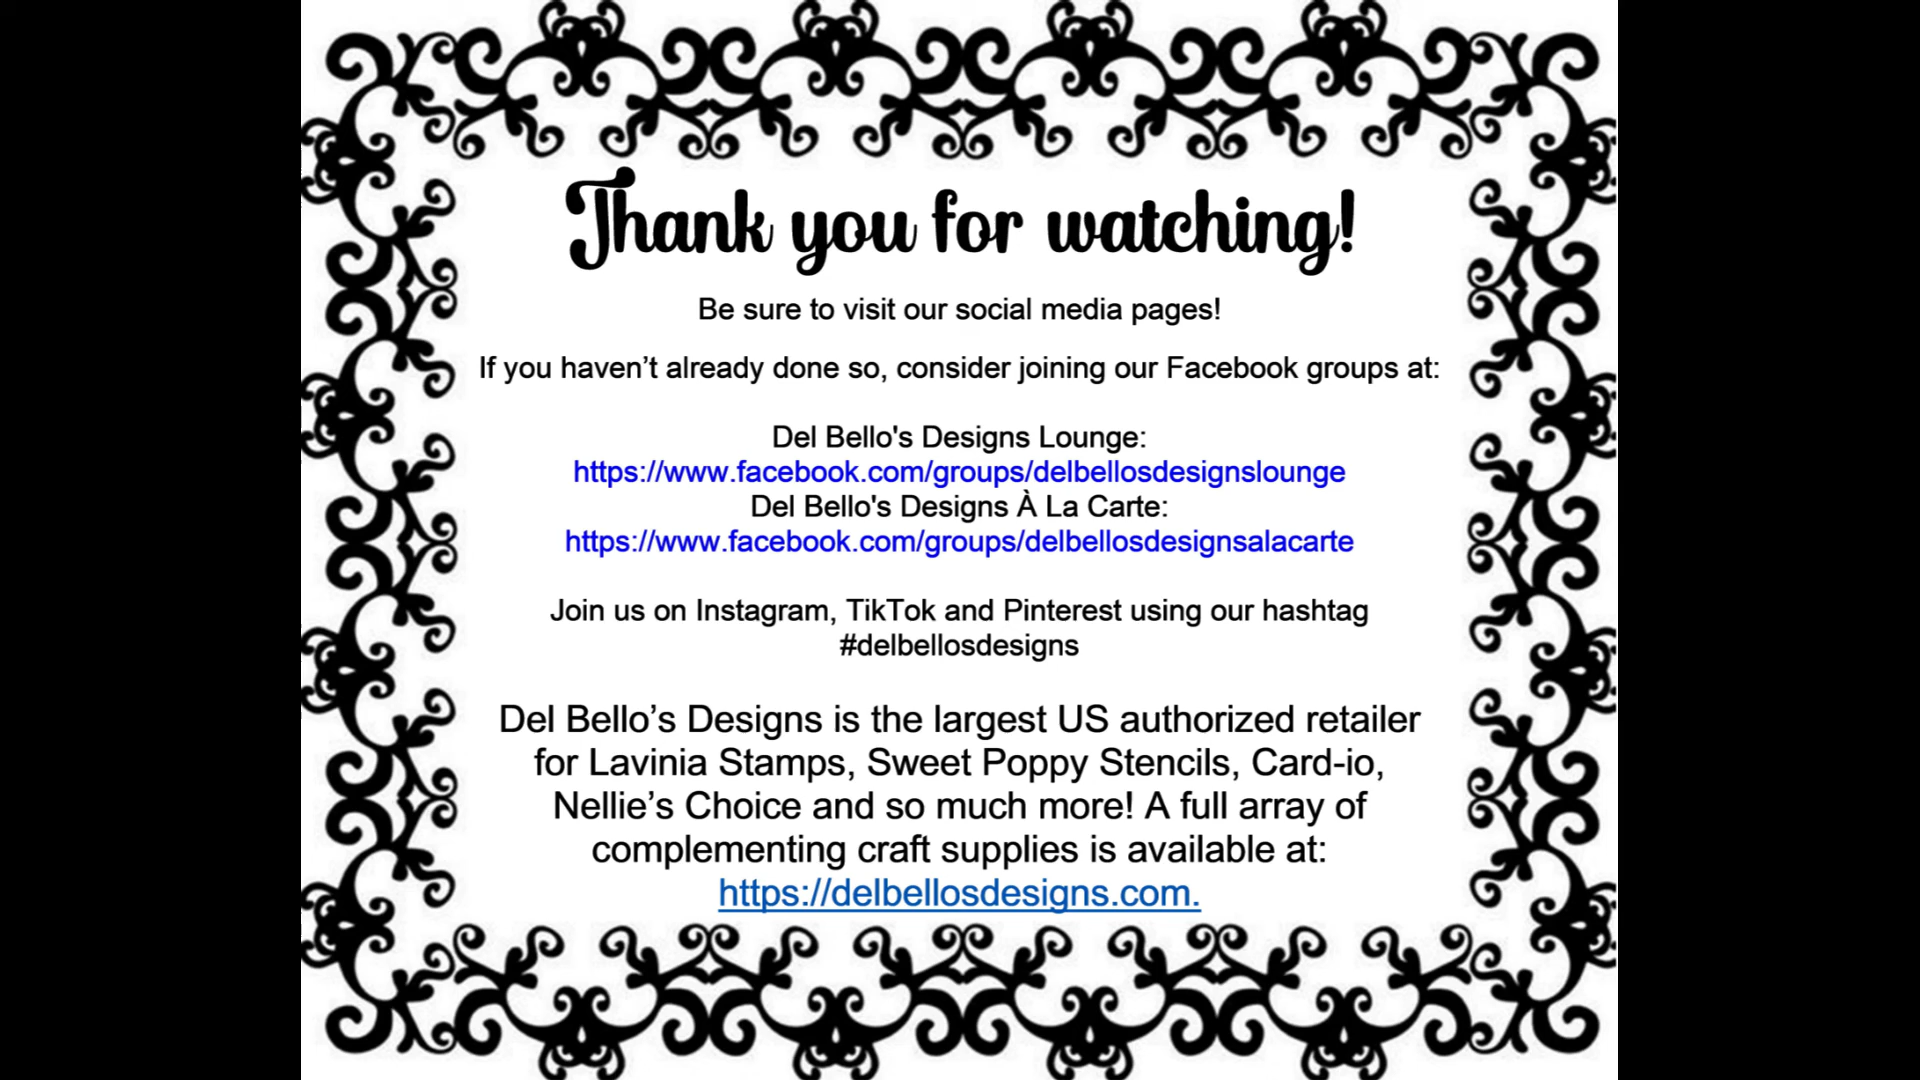 Thank you for watching!
Be sure to visit our social media pages!
If you haven’t already done so, consider joining our Facebook groups at:
Del Bello's Designs Lounge:
https://www.facebook.com/groups/delbellosdesignslounge
Del Bello's Designs À La Carte:
https://www.facebook.com/groups/delbellosdesignsalacarte
Join us on Instagram, TikTok and Pinterest using our hashtag
#delbellosdesigns
Del Bello’s Designs is the largest US authorized retailer
for Lavinia Stamps, Sweet Poppy Stencils, Card-io,
Nellie’s Choice and so much more! A full array of
complementing craft supplies is available at:
https://delbellosdesigns.com.